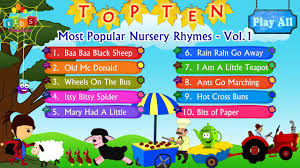 TOP TEN
KIDS
Most Popular Nursery Rhymes - Vol.1
Play All
1. Baa Baa Black Sheep
2. Old Mc Donald
3. Wheels On The Bus
4. Itsy Bitsy Spider
5. Mary Had A Little
6. Rain Rain Go Away
7. I Am A Little Teapot
8. Ants Go Marching
9. Hot Cross Buns
10. Bits of Paper